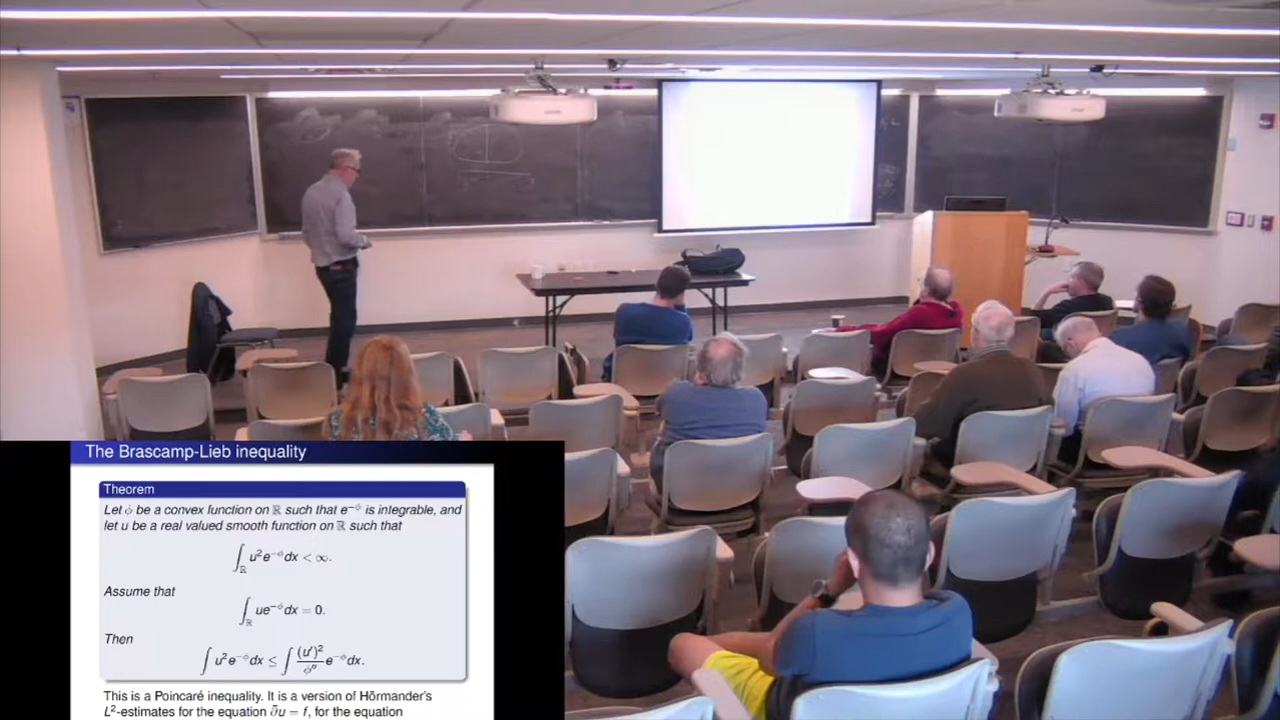 The Brascamp-Lieb inequality
Theorem
Let ϕ be a convex function on ℝ such that e^{-ϕ} is integrable, and
let u be a real valued smooth function on ℝ such that
∫_ℝ u²e^{-ϕ}dx < ∞.
Assume that
∫_ℝ ue^{-ϕ}dx = 0.
Then
∫ u²e^{-ϕ}dx ≤ ∫ (u′)²/ϕ″ e^{-ϕ}dx.
This is a Poincaré inequality. It is a version of Hörmander's
L²-estimates for the equation ∂̄u = f, for the equation